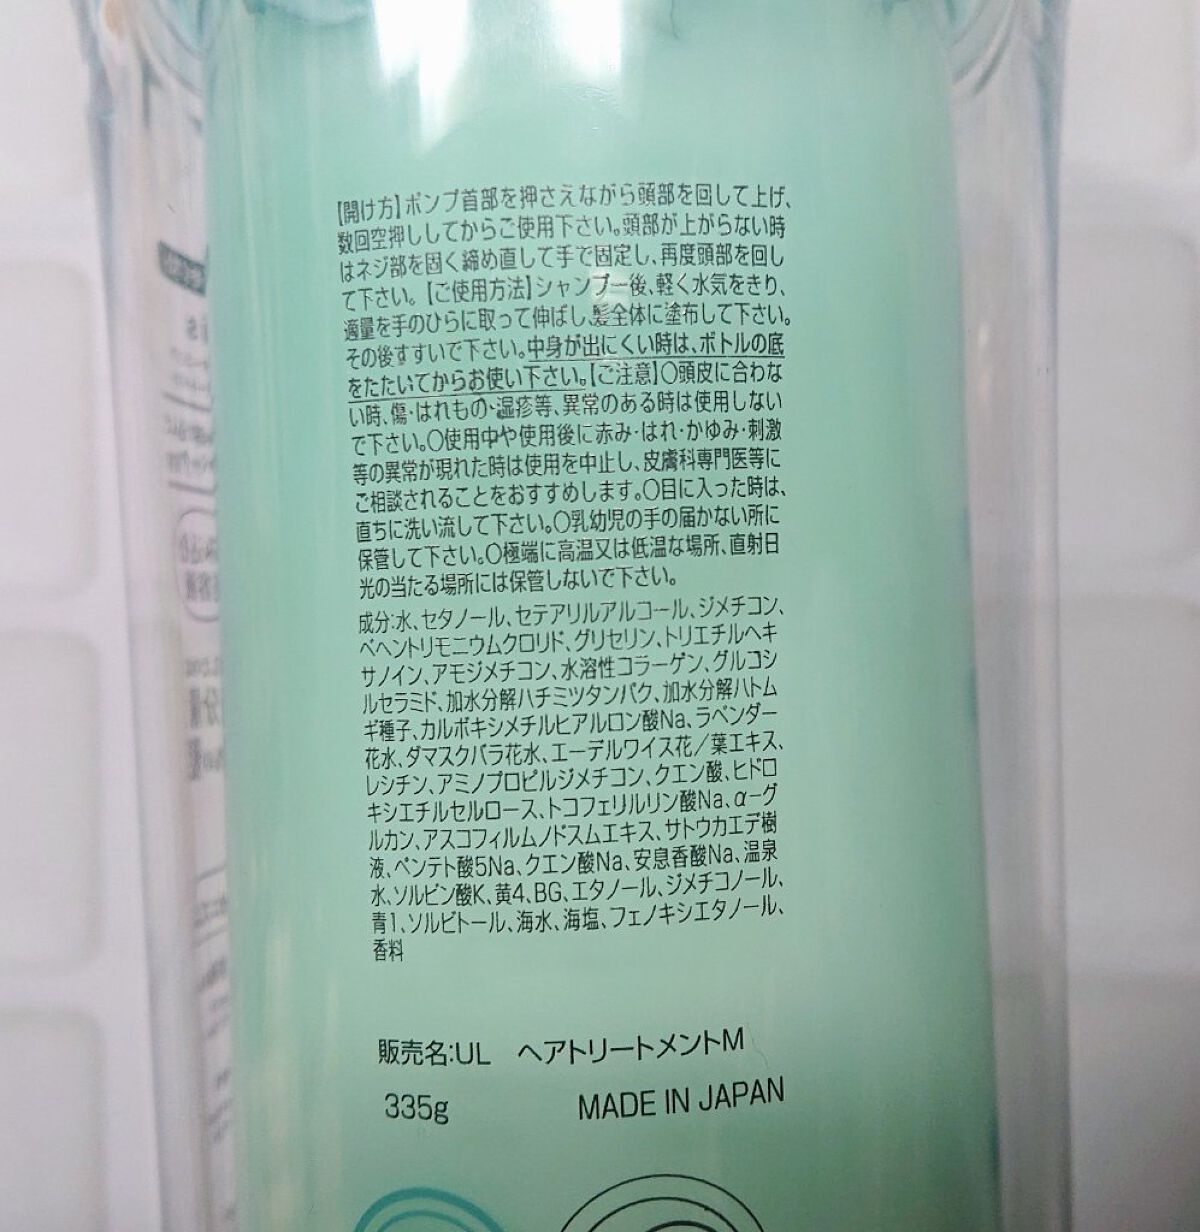 【開け方】ポンプ首部を押さえながら頭部を回して上げ、
数回空押ししてからご使用下さい。頭部が上がらない時
はネジ部を固く締め直して手で固定し、再度頭部を回し
て下さい。【ご使用方法】シャンプー後、軽く水気をきり、
適量を手のひらに取って伸ばし、髪全体に塗布して下さい。
その後すすいで下さい。中身が出にくい時は、ボトルの底
をたたいてからお使い下さい。【ご注意】○頭皮に合わな
い時、傷・はれもの・湿疹等、異常のある時は使用しない
で下さい。○使用中や使用後に赤み・はれ・かゆみ・刺激
等の異常が現れた時は使用を中止し、皮膚科専門医等に
ご相談されることをおすすめします。○目に入った時は、
直ちに洗い流して下さい。○乳幼児の手の届かない所に
保管して下さい。○極端に高温又は低温な場所、直射日
光の当たる場所には保管しないで下さい。
成分:水、セタノール、セテアリルアルコール、ジメチコン、
ベヘントリモニウムクロリド、グリセリン、トリエチルヘキ
サノイン、アモジメチコン、水溶性コラーゲン、グルコシ
ルセラミド、加水分解ハチミツタンパク、加水分解ハトム
ギ種子、カルボキシメチルヒアルロン酸Na、ラベンダー
花水、ダマスクバラ花水、エーデルワイス花／葉エキス、
レシチン、アミノプロピルジメチコン、クエン酸、ヒドロ
キシエチルセルロース、トコフェリルリン酸Na、α-グ
ルカン、アスコフィルムノドスムエキス、サトウカエデ樹
液、ペンテト酸5Na、クエン酸Na、安息香酸Na、温泉
水、ソルビン酸K、黄4、BG、エタノール、ジメチコノール、
青1、ソルビトール、海水、海塩、フェノキシエタノール、
香料
販売名:UL ヘアトリートメントM
335g MADE IN JAPAN